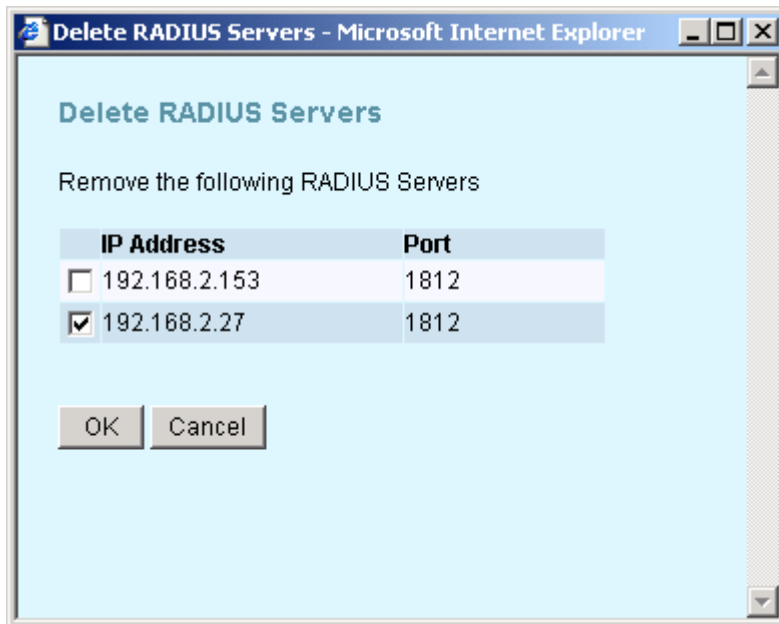 Delete RADIUS Servers - Microsoft Internet Explorer
Delete RADIUS Servers
Remove the following RADIUS Servers
IP Address Port
192.168.2.153 1812
192.168.2.27 1812
OK Cancel